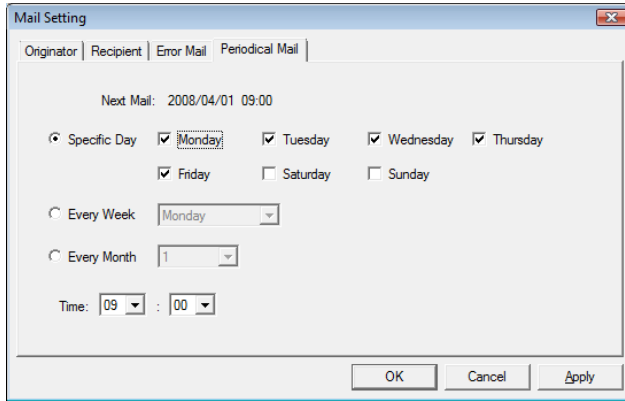 Mail Setting
Originator Recipient Error Mail Periodical Mail
Next Mail: 2008/04/01 09:00
Specific Day Monday Tuesday Wednesday Thursday
Friday Saturday Sunday
Every Week Monday
Every Month 1
Time: 09 : 00
OK Cancel Apply